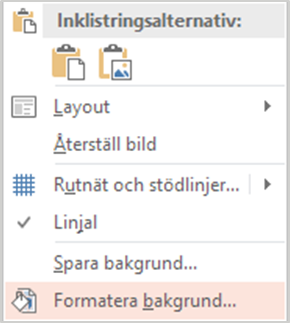 Inklistringsalternativ:
Layout
Återställ bild
Rutnät och stödlinjer...
Linjal
Spara bakgrund...
Formatera bakgrund...